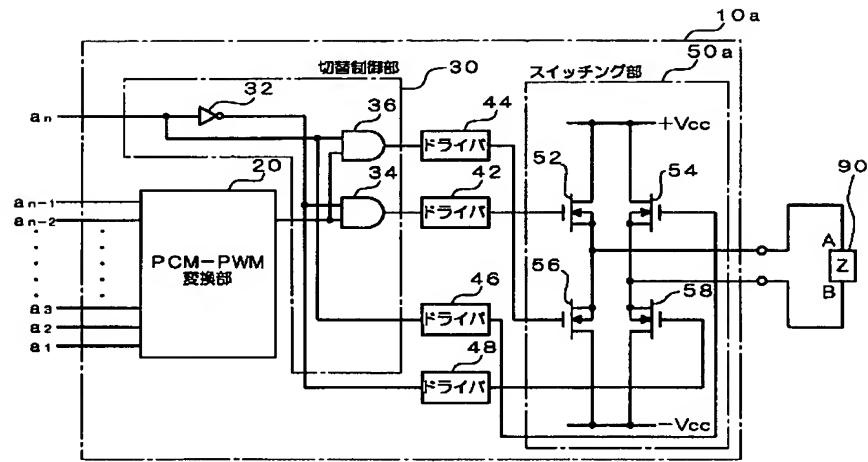 10a
切替制御部
30
スイッチング部
50a
an
32
36
44
ドライバ
+Vcc
52
54
90
20
34
42
ドライバ
an-1
an-2
PCM-PWM
変換部
A
Z
B
46
ドライバ
56
58
a3
a2
a1
48
ドライバ
-Vcc